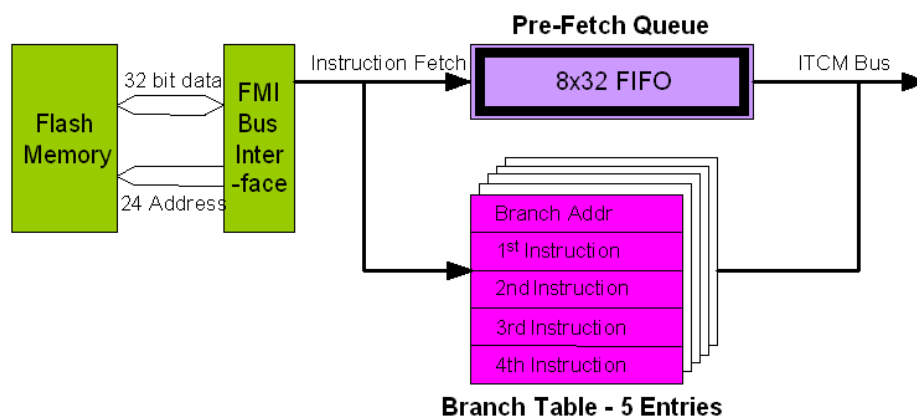 Pre-Fetch Queue
Instruction Fetch
ITCM Bus
8x32 FIFO
32 bit data
FMI
Bus
Inter
-face
Flash
Memory
24 Address
Branch Addr
1st Instruction
2nd Instruction
3rd Instruction
4th Instruction
Branch Table - 5 Entries